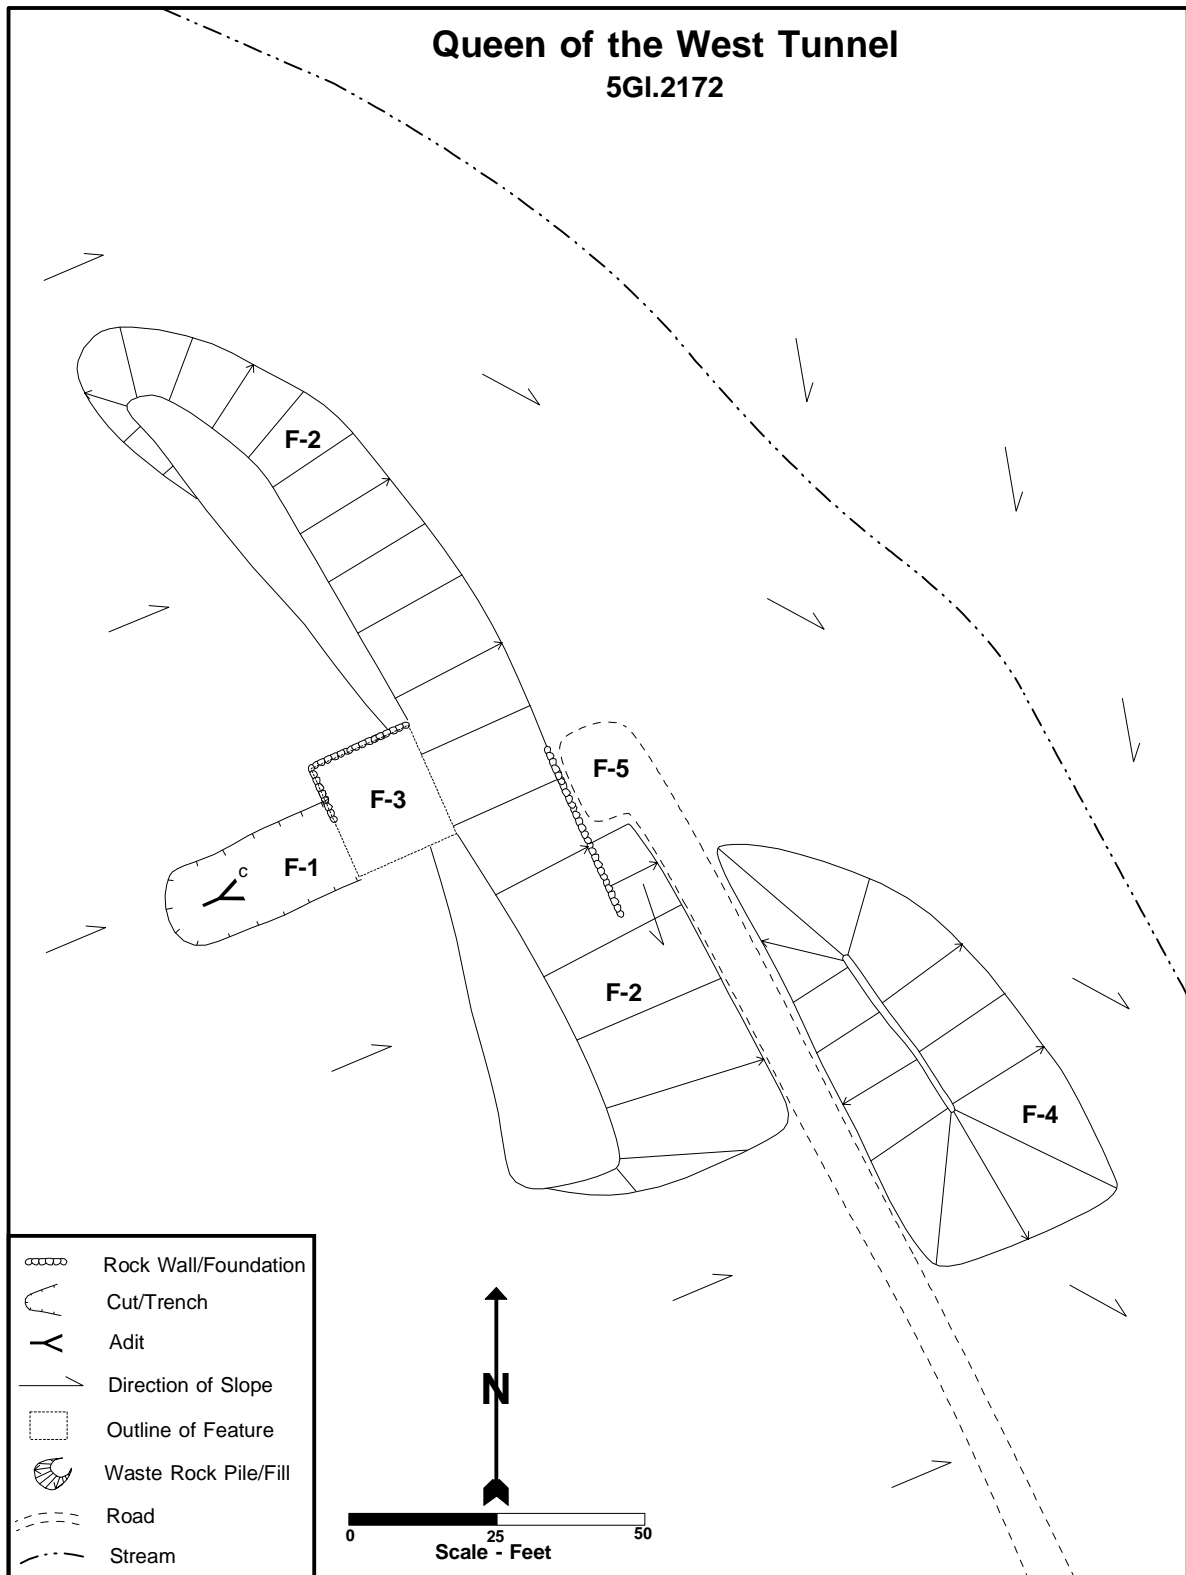 Queen of the West Tunnel
5Gl.2172
F-2
F-5
F-3
C
F-1
F-2
F-4
Rock Wall/Foundation
Cut/Trench
Adit
Direction of Slope
Outline of Feature
Waste Rock Pile/Fill
Road
Stream
N
0 25 50
Scale - Feet